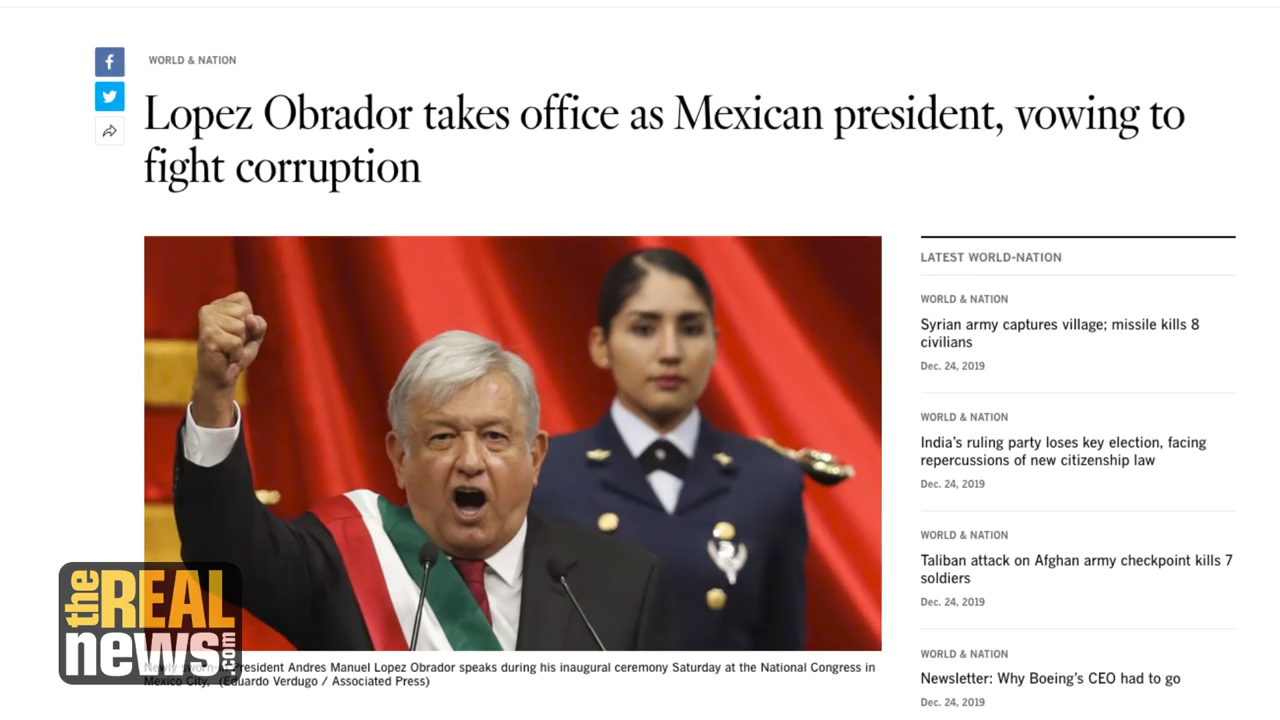 WORLD & NATION
Lopez Obrador takes office as Mexican president, vowing to
fight corruption
LATEST WORLD-NATION
WORLD & NATION
Syrian army captures village; missile kills 8
civilians
Dec. 24, 2019
WORLD & NATION
India’s ruling party loses key election, facing
repercussions of new citizenship law
Dec. 24, 2019
WORLD & NATION
Taliban attack on Afghan army checkpoint kills 7
soldiers
Dec. 24, 2019
WORLD & NATION
Newsletter: Why Boeing’s CEO had to go
Dec. 24, 2019
the REAL
news.com
Newly sworn-in President Andres Manuel Lopez Obrador speaks during his inaugural ceremony Saturday at the National Congress in
Mexico City. (Eduardo Verdugo / Associated Press)